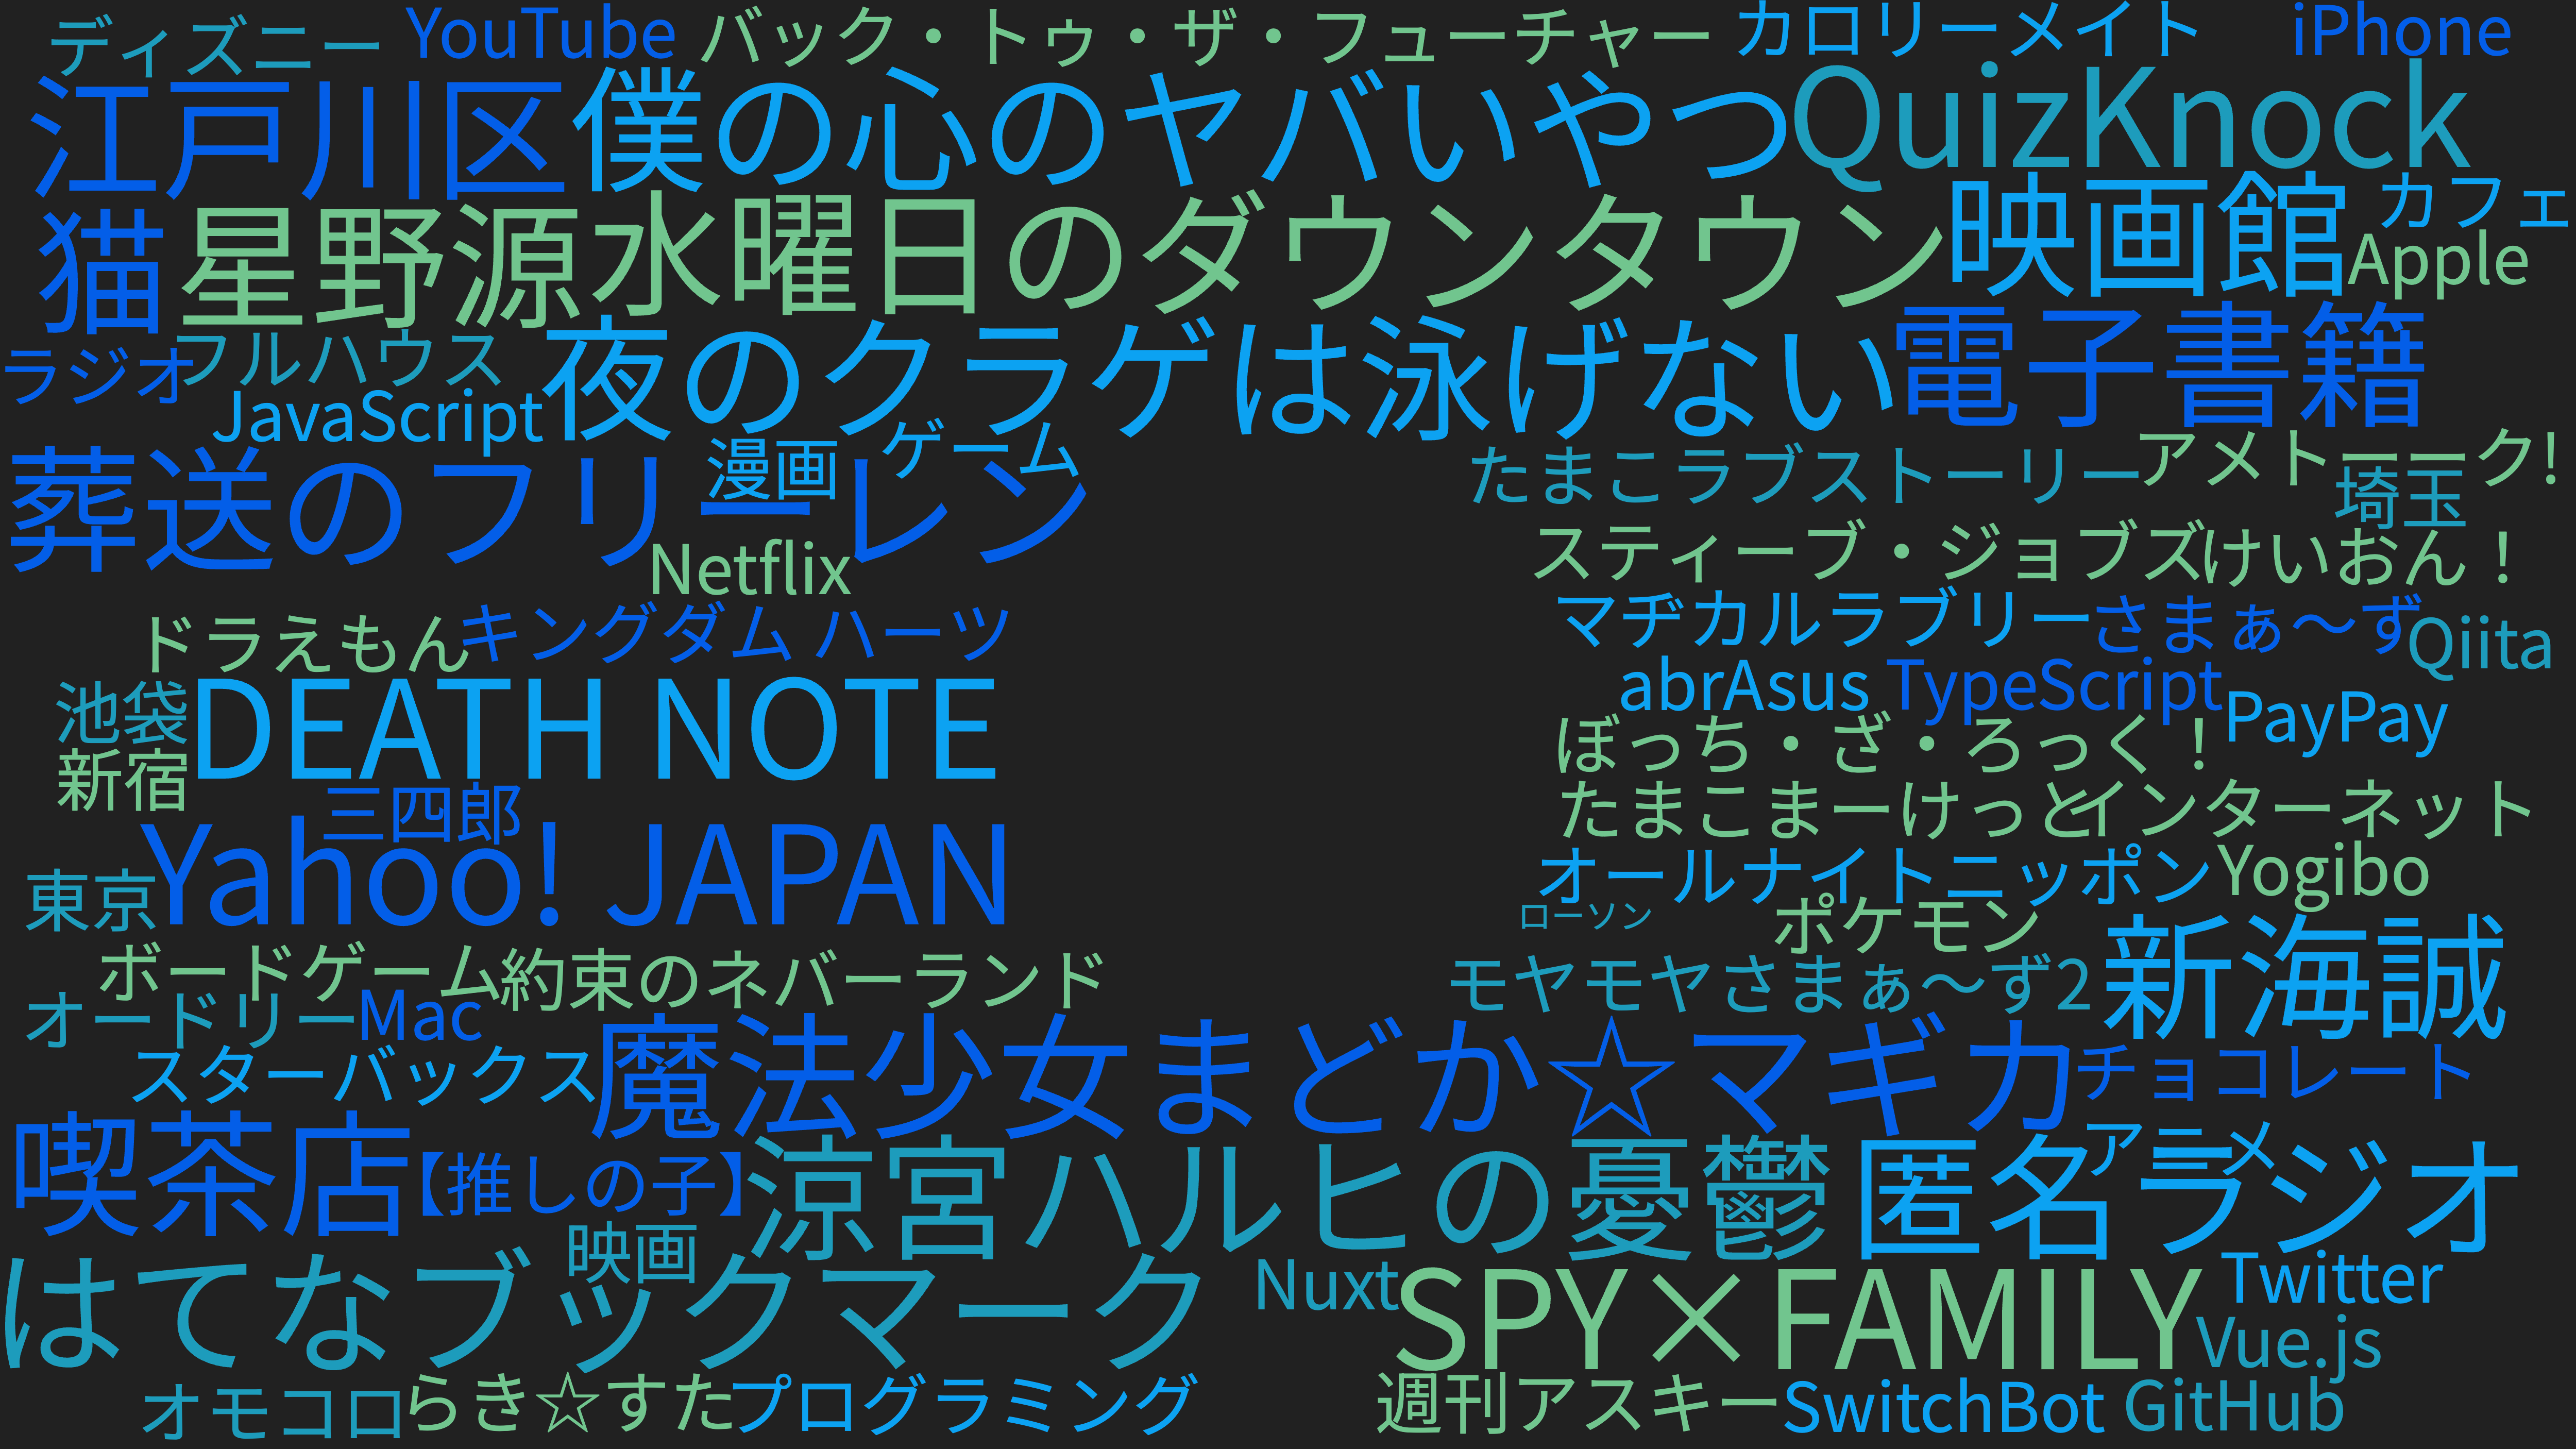 ディズニー YouTube バック・トゥ・ザ・フューチャー カロリーメイト iPhone
江戸川区 僕の心のヤバいやつ QuizKnock
猫 星野源 水曜日のダウンタウン 映画館 カフェ
Apple
ラジオ フルハウス 夜のクラゲは泳げない 電子書籍
JavaScript
葬送のフリーレン 漫画 ゲーム たまこラブストーリー アメトーーク!
埼玉
Netflix スティーブ・ジョブズ けいおん！
ドラえもん キングダム ハーツ マヂカルラブリー さまぁ〜ず Qiita
池袋 DEATH NOTE abrAsus TypeScript PayPay
新宿 ぼっち・ざ・ろっく！
三四郎 たまこまーけっと インターネット
東京 Yahoo! JAPAN オールナイトニッポン Yogibo
ローソン ポケモン
ボードゲーム 約束のネバーランド モヤモヤさまぁ〜ず2 新海誠
オードリー Mac
スターバックス 魔法少女まどか☆マギカ チョコレート
喫茶店 【推しの子】 涼宮ハルヒの憂鬱 匿名ラジオ アニメ
映画
はてなブックマーク Nuxt SPY×FAMILY Twitter
Vue.js
オモコロ らき☆すた プログラミング 週刊アスキー SwitchBot GitHub